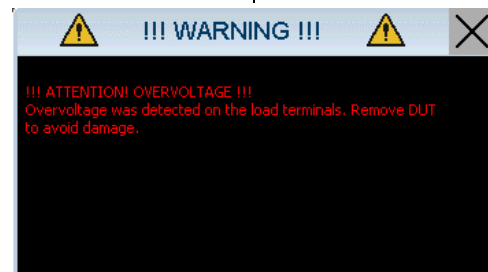 !!! WARNING !!!
!!! ATTENTION! OVERVOLTAGE !!!
Overvoltage was detected on the load terminals. Remove DUT
to avoid damage.